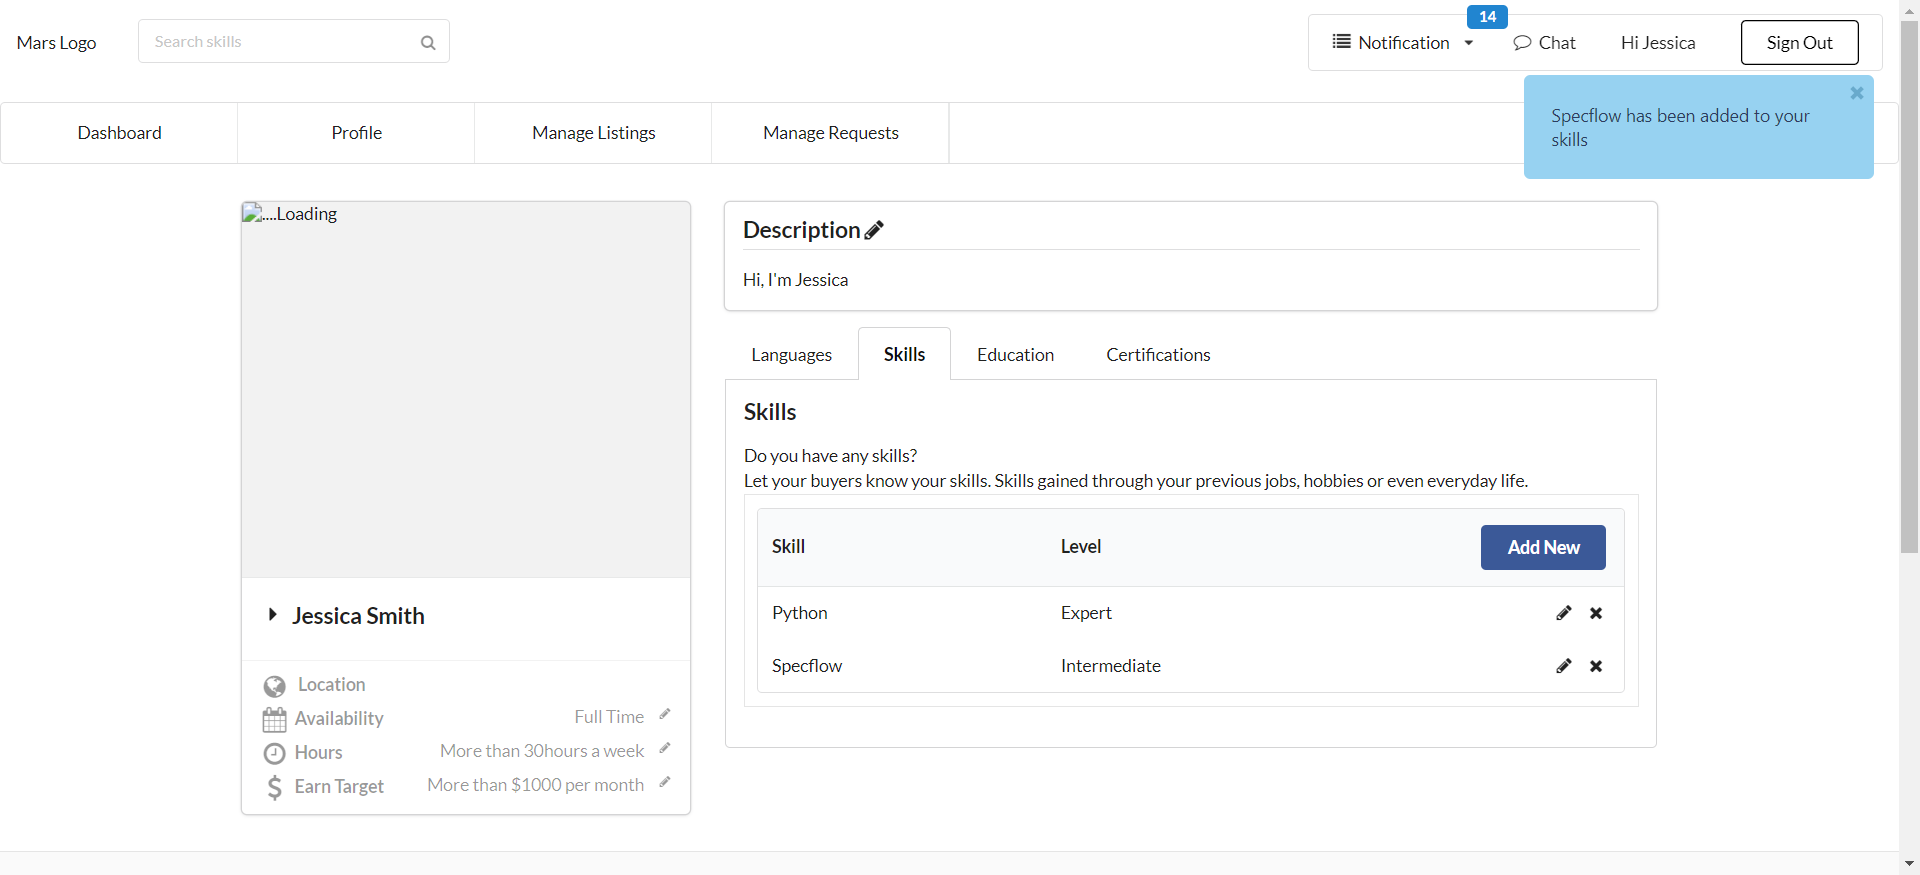 Mars Logo
Search skills
14
Notification
Chat
Hi Jessica
Sign Out
Specflow has been added to your
skills
Dashboard
Profile
Manage Listings
Manage Requests
....Loading
Jessica Smith
Location
Availability
Full Time
Hours
More than 30hours a week
Earn Target
More than $1000 per month
Description
Hi, I'm Jessica
Languages
Skills
Education
Certifications
Skills
Do you have any skills?
Let your buyers know your skills. Skills gained through your previous jobs, hobbies or even everyday life.
Skill
Level
Add New
Python
Expert
Specflow
Intermediate